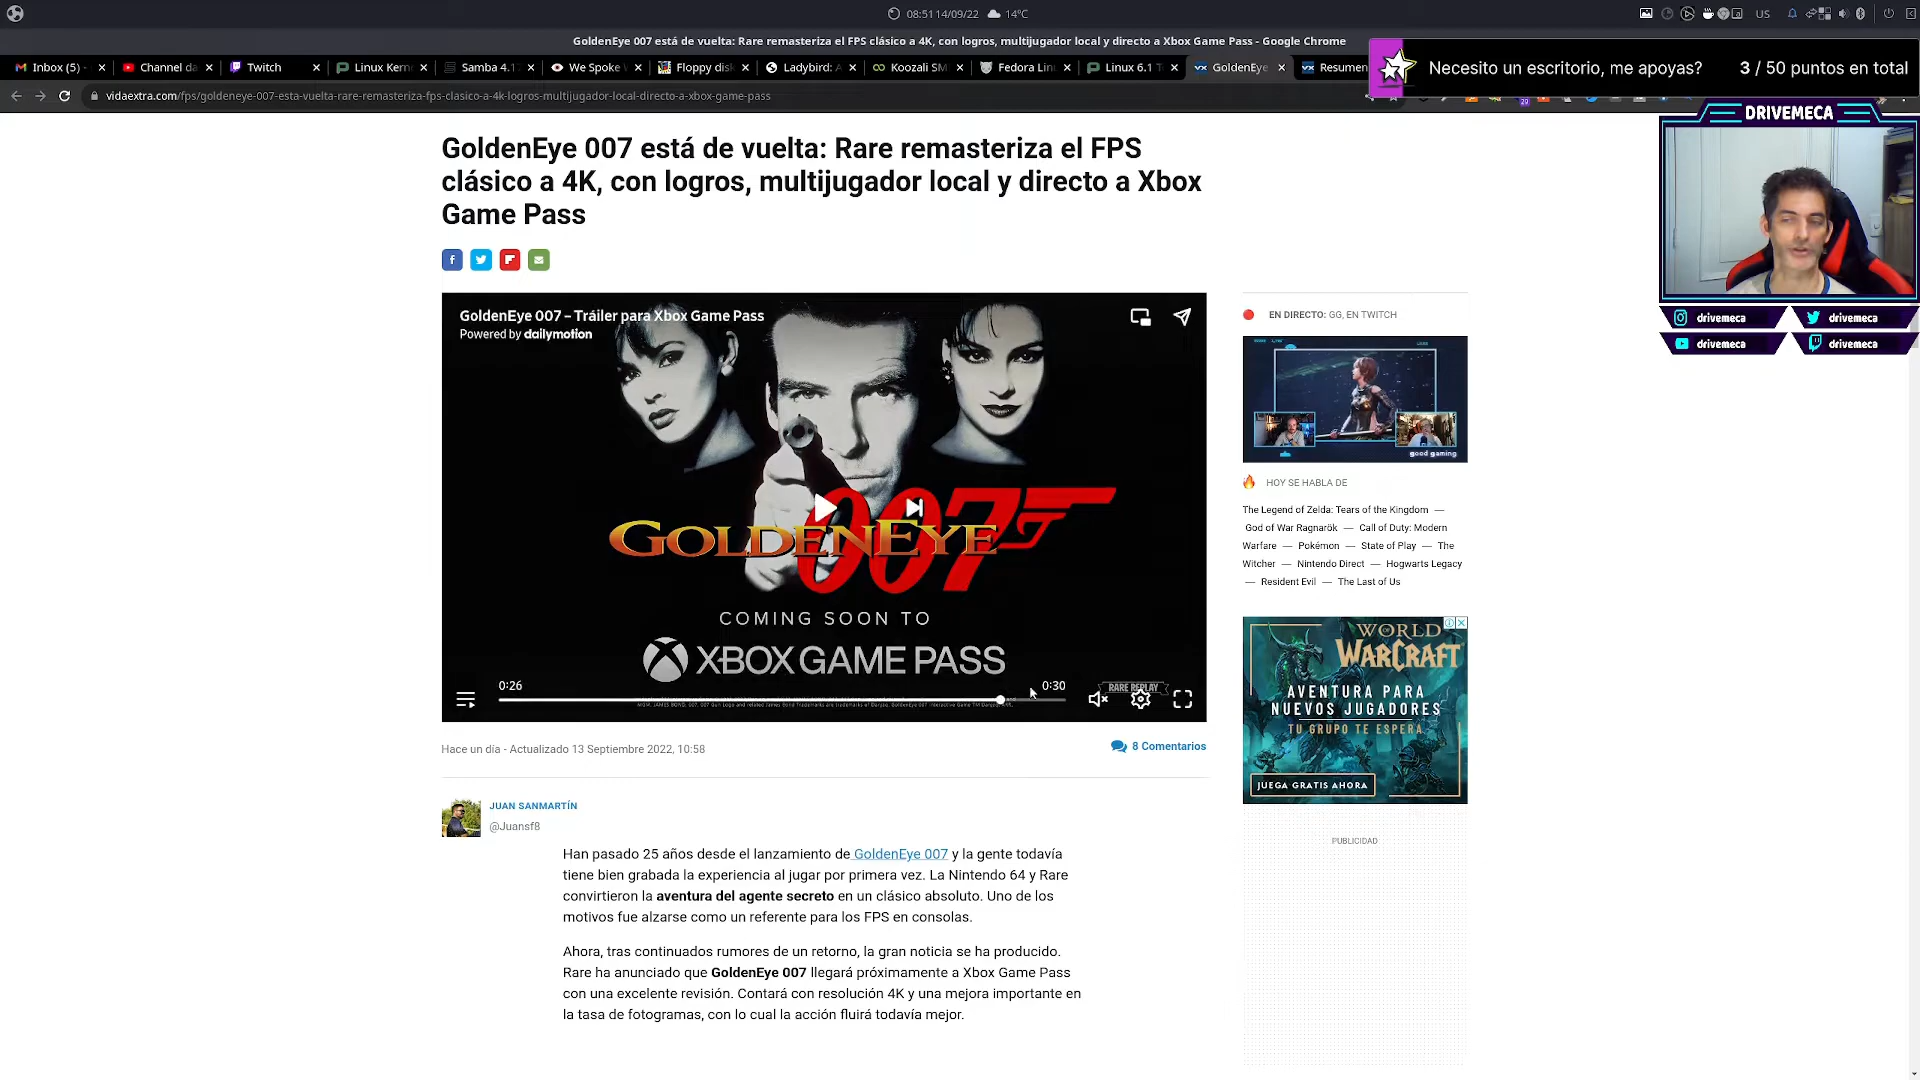 08:51 14/09/22
14°C
US
GoldenEye 007 está de vuelta: Rare remasteriza el FPS clásico a 4K, con logros, multijugador local y directo a Xbox Game Pass - Google Chrome
Inbox (5) -
Channel da
Twitch
Linux Kern
Samba 4.1
We Spoke
Floppy dis
Ladybird: A
Koozali SM
Fedora Lin
Linux 6.1 T
GoldenEye
Resumen
Necesito un escritorio, me apoyas?
3 / 50 puntos en total
vidaextra.com/fps/goldeneye-007-esta-vuelta-rare-remasteriza-fps-clasico-a-4k-logros-multijugador-local-directo-a-xbox-game-pass
29
DRIVEMECA
drivemeca
drivemeca
drivemeca
drivemeca
GoldenEye 007 está de vuelta: Rare remasteriza el FPS
clásico a 4K, con logros, multijugador local y directo a Xbox
Game Pass
GoldenEye 007 – Tráiler para Xbox Game Pass
Powered by dailymotion
007
GOLDENEYE
COMING SOON TO
XBOX GAME PASS
0:26
0:30
RARE REPLAY
Hace un día - Actualizado 13 Septiembre 2022, 10:58
8 Comentarios
JUAN SANMARTÍN
@Juansf8
Han pasado 25 años desde el lanzamiento de GoldenEye 007 y la gente todavía
tiene bien grabada la experiencia al jugar por primera vez. La Nintendo 64 y Rare
convirtieron la aventura del agente secreto en un clásico absoluto. Uno de los
motivos fue alzarse como un referente para los FPS en consolas.
Ahora, tras continuados rumores de un retorno, la gran noticia se ha producido.
Rare ha anunciado que GoldenEye 007 llegará próximamente a Xbox Game Pass
con una excelente revisión. Contará con resolución 4K y una mejora importante en
la tasa de fotogramas, con lo cual la acción fluirá todavía mejor.
EN DIRECTO: GG, EN TWITCH
good gaming
HOY SE HABLA DE
The Legend of Zelda: Tears of the Kingdom —
God of War Ragnarök — Call of Duty: Modern
Warfare — Pokémon — State of Play — The
Witcher — Nintendo Direct — Hogwarts Legacy
— Resident Evil — The Last of Us
WORLD
OF
WARCRAFT
AVENTURA PARA
NUEVOS JUGADORES
TU GRUPO TE ESPERA
JUEGA GRATIS AHORA
PUBLICIDAD